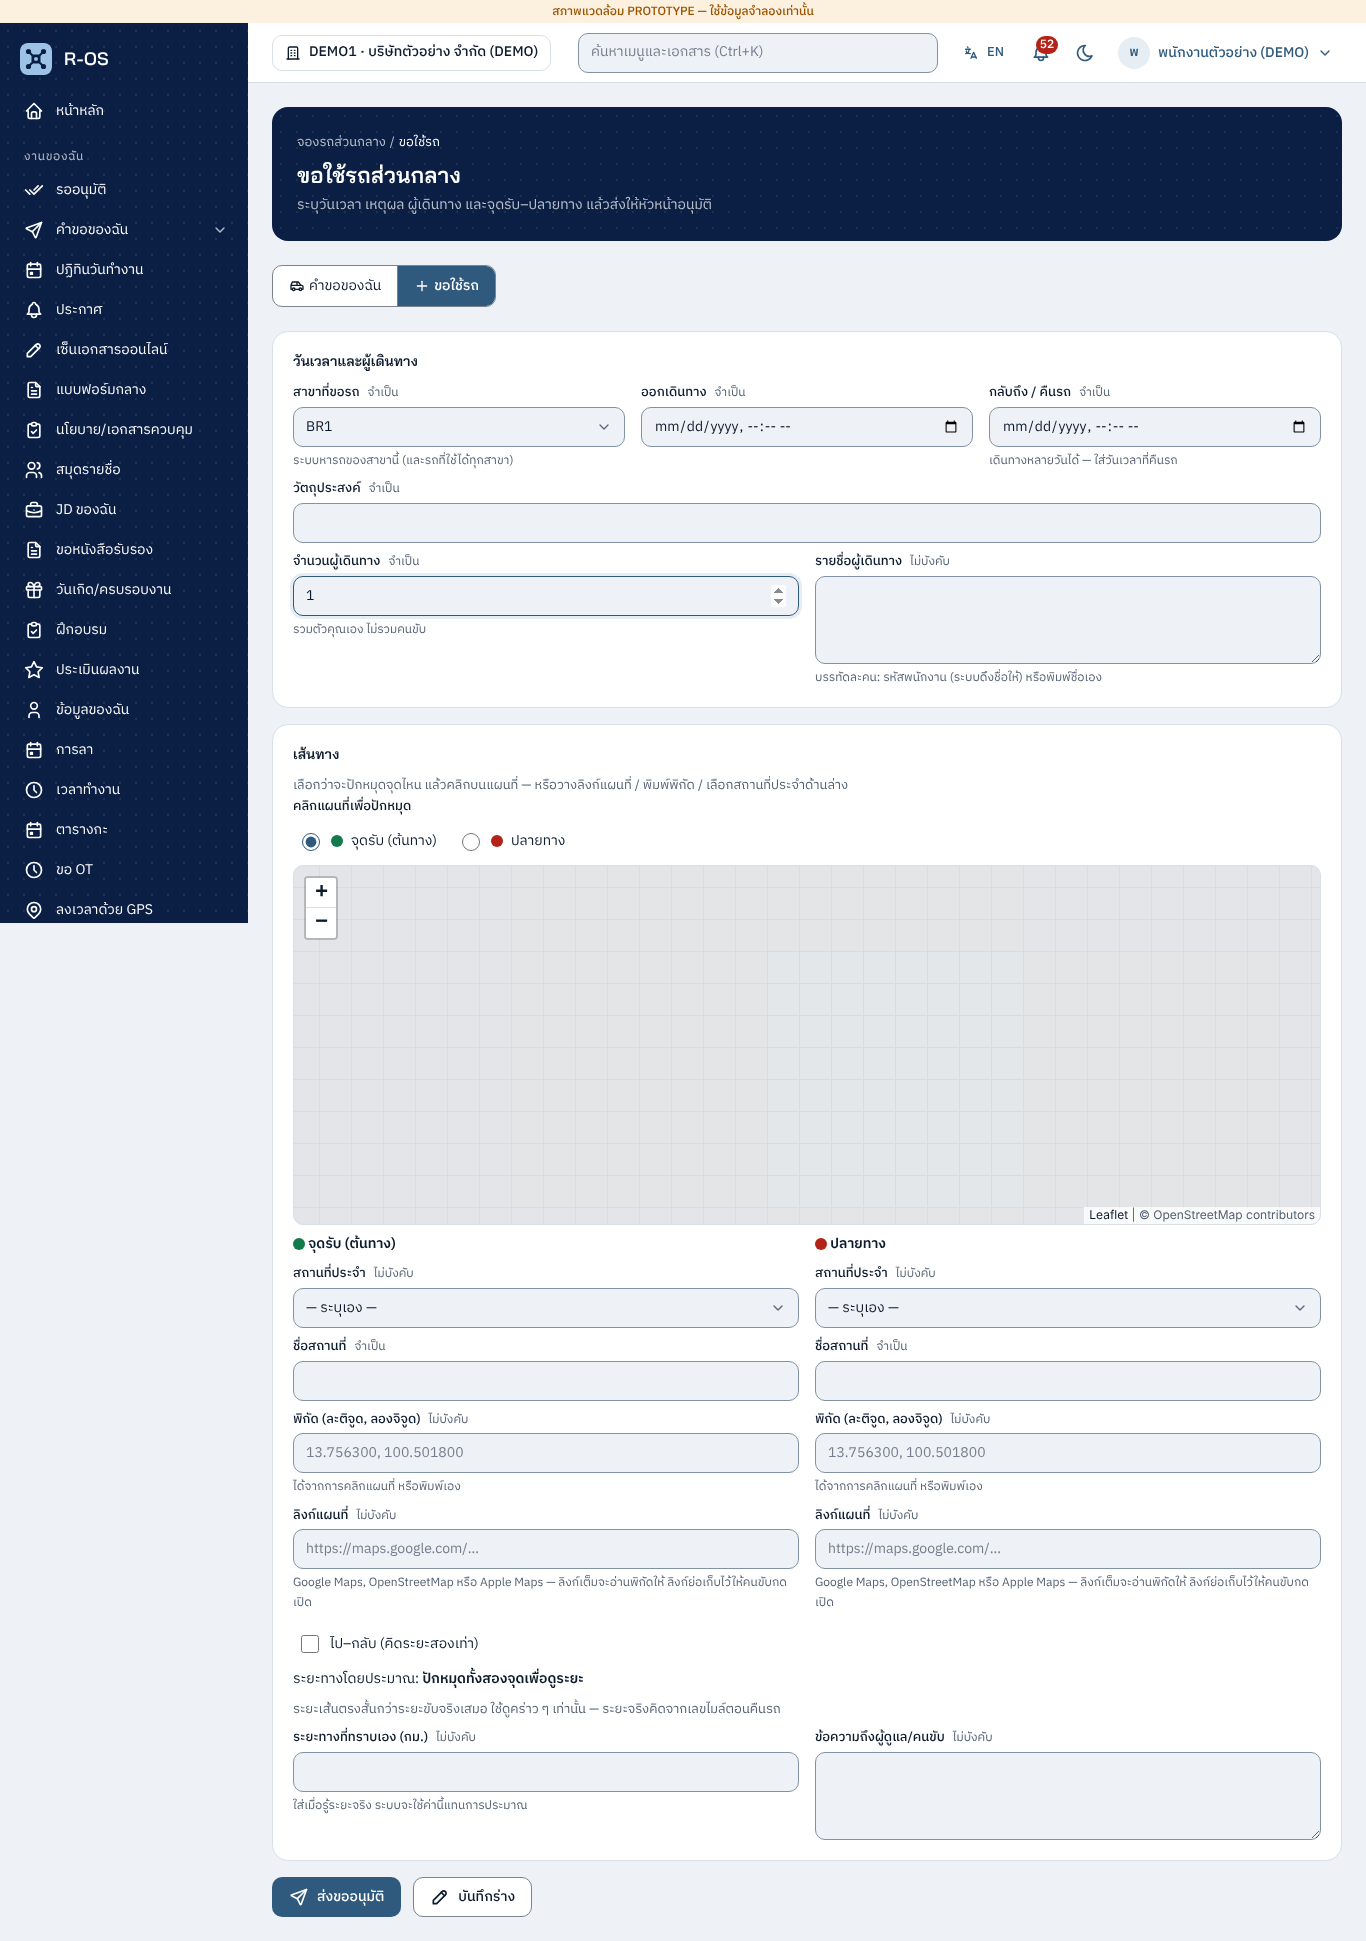 สภาพแวดล้อม PROTOTYPE — ใช้ข้อมูลจำลองเท่านั้น
R-OS
DEMO1 · บริษัทตัวอย่าง จำกัด (DEMO)
ค้นหาเมนูและเอกสาร (Ctrl+K)
EN
52
พ
พนักงานตัวอย่าง (DEMO)
หน้าหลัก
งานของฉัน
รออนุมัติ
คำขอของฉัน
ปฏิทินวันทำงาน
ประกาศ
เซ็นเอกสารออนไลน์
แบบฟอร์มกลาง
นโยบาย/เอกสารควบคุม
สมุดรายชื่อ
JD ของฉัน
ขอหนังสือรับรอง
วันเกิด/ครบรอบงาน
ฝึกอบรม
ประเมินผลงาน
ข้อมูลของฉัน
การลา
เวลาทำงาน
ตารางกะ
ขอ OT
ลงเวลาด้วย GPS
จองรถส่วนกลาง / ขอใช้รถ
ขอใช้รถส่วนกลาง
ระบุวันเวลา เหตุผล ผู้เดินทาง และจุดรับ–ปลายทาง แล้วส่งให้หัวหน้าอนุมัติ
คำขอของฉัน
ขอใช้รถ
วันเวลาและผู้เดินทาง
สาขาที่ขอรถ จำเป็น
ออกเดินทาง จำเป็น
กลับถึง / คืนรถ จำเป็น
BR1
mm/dd/yyyy, --:-- --
mm/dd/yyyy, --:-- --
ระบบหารถของสาขานี้ (และรถที่ใช้ได้ทุกสาขา)
เดินทางหลายวันได้ — ใส่วันเวลาที่คืนรถ
วัตถุประสงค์ จำเป็น
จำนวนผู้เดินทาง จำเป็น
รายชื่อผู้เดินทาง ไม่บังคับ
1
รวมตัวคุณเอง ไม่รวมคนขับ
บรรทัดละคน: รหัสพนักงาน (ระบบดึงชื่อให้) หรือพิมพ์ชื่อเอง
เส้นทาง
เลือกว่าจะปักหมุดจุดไหน แล้วคลิกบนแผนที่ — หรือวางลิงก์แผนที่ / พิมพ์พิกัด / เลือกสถานที่ประจำด้านล่าง
คลิกแผนที่เพื่อปักหมุด
จุดรับ (ต้นทาง)
ปลายทาง
+
−
Leaflet | © OpenStreetMap contributors
จุดรับ (ต้นทาง)
ปลายทาง
สถานที่ประจำ ไม่บังคับ
สถานที่ประจำ ไม่บังคับ
— ระบุเอง —
— ระบุเอง —
ชื่อสถานที่ จำเป็น
ชื่อสถานที่ จำเป็น
พิกัด (ละติจูด, ลองจิจูด) ไม่บังคับ
พิกัด (ละติจูด, ลองจิจูด) ไม่บังคับ
13.756300, 100.501800
13.756300, 100.501800
ได้จากการคลิกแผนที่ หรือพิมพ์เอง
ได้จากการคลิกแผนที่ หรือพิมพ์เอง
ลิงก์แผนที่ ไม่บังคับ
ลิงก์แผนที่ ไม่บังคับ
https://maps.google.com/...
https://maps.google.com/...
Google Maps, OpenStreetMap หรือ Apple Maps — ลิงก์เต็มจะอ่านพิกัดให้ ลิงก์ย่อเก็บไว้ให้คนขับกด
เปิด
Google Maps, OpenStreetMap หรือ Apple Maps — ลิงก์เต็มจะอ่านพิกัดให้ ลิงก์ย่อเก็บไว้ให้คนขับกด
เปิด
ไป–กลับ (คิดระยะสองเท่า)
ระยะทางโดยประมาณ: ปักหมุดทั้งสองจุดเพื่อดูระยะ
ระยะเส้นตรงสั้นกว่าระยะขับจริงเสมอ ใช้ดูคร่าว ๆ เท่านั้น — ระยะจริงคิดจากเลขไมล์ตอนคืนรถ
ระยะทางที่ทราบเอง (กม.) ไม่บังคับ
ข้อความถึงผู้ดูแล/คนขับ ไม่บังคับ
ใส่เมื่อรู้ระยะจริง ระบบจะใช้ค่านี้แทนการประมาณ
ส่งขออนุมัติ
บันทึกร่าง